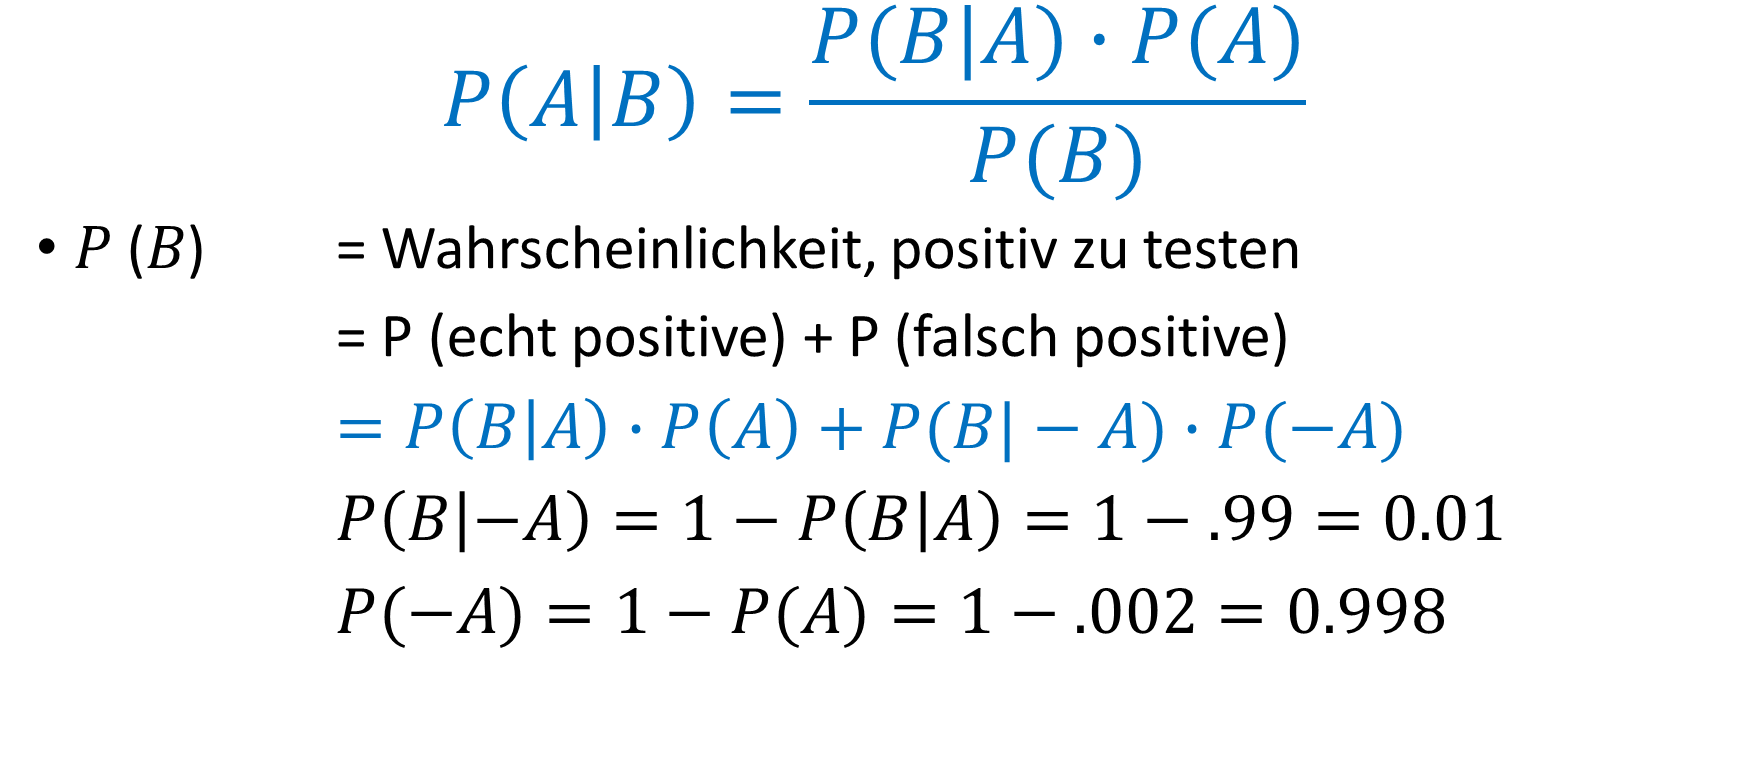 P(A|B) = P(B|A) · P(A) / P(B)
• P (B) = Wahrscheinlichkeit, positiv zu testen
= P (echt positive) + P (falsch positive)
= P(B|A) · P(A) + P(B| − A) · P(−A)
P(B|−A) = 1 − P(B|A) = 1 − .99 = 0.01
P(−A) = 1 − P(A) = 1 − .002 = 0.998